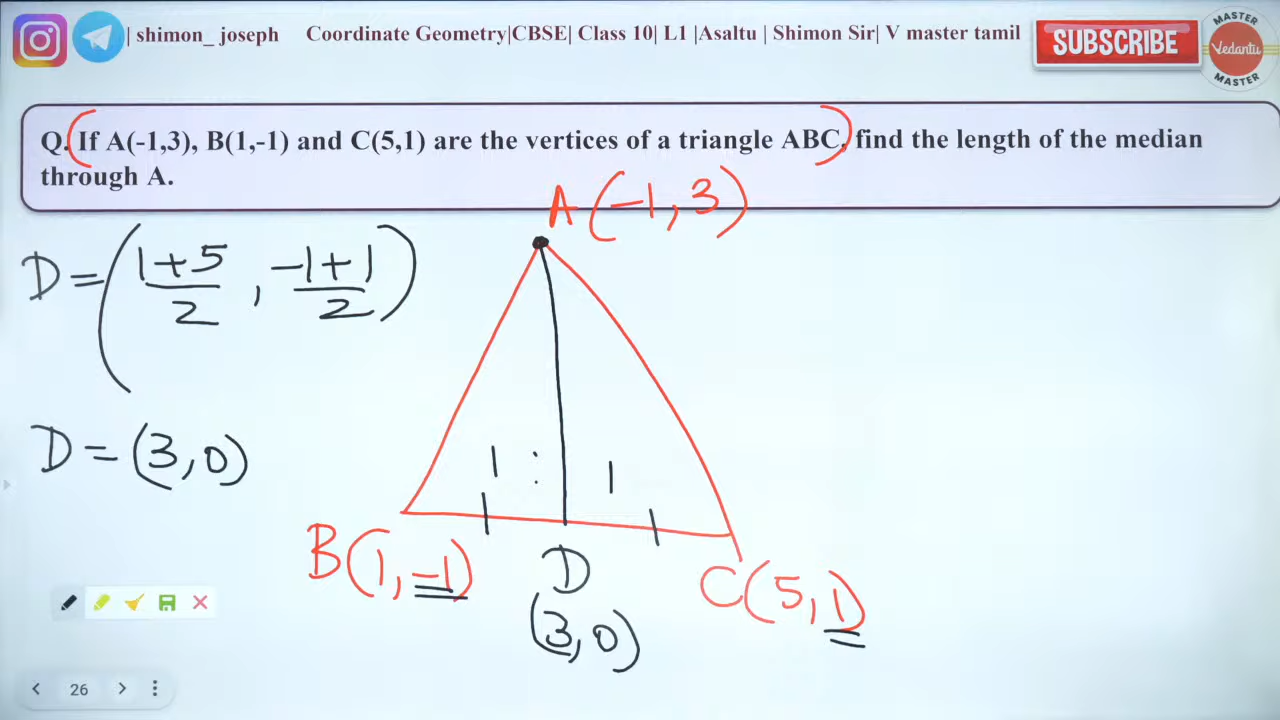 | shimon_ joseph Coordinate Geometry|CBSE| Class 10| L1 |Asaltu | Shimon Sir| V master tamil
SUBSCRIBE
MASTER
Vedantu
MASTER
Q. If A(-1,3), B(1,-1) and C(5,1) are the vertices of a triangle ABC, find the length of the median
through A.
A(-1,3)
D=(1+5/2, -1+1/2)
D=(3,0)
1 : 1
B(1,-1)
D
(3,0)
C(5,1)
26